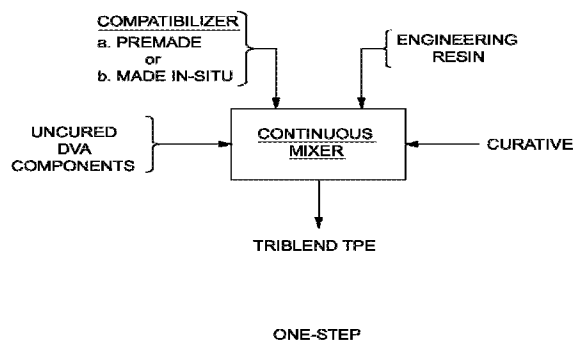 COMPATIBILIZER
a. PREMADE
or
b. MADE IN-SITU
ENGINEERING
RESIN
UNCURED
DVA
COMPONENTS
CONTINUOUS
MIXER
CURATIVE
TRIBLEND TPE
ONE-STEP